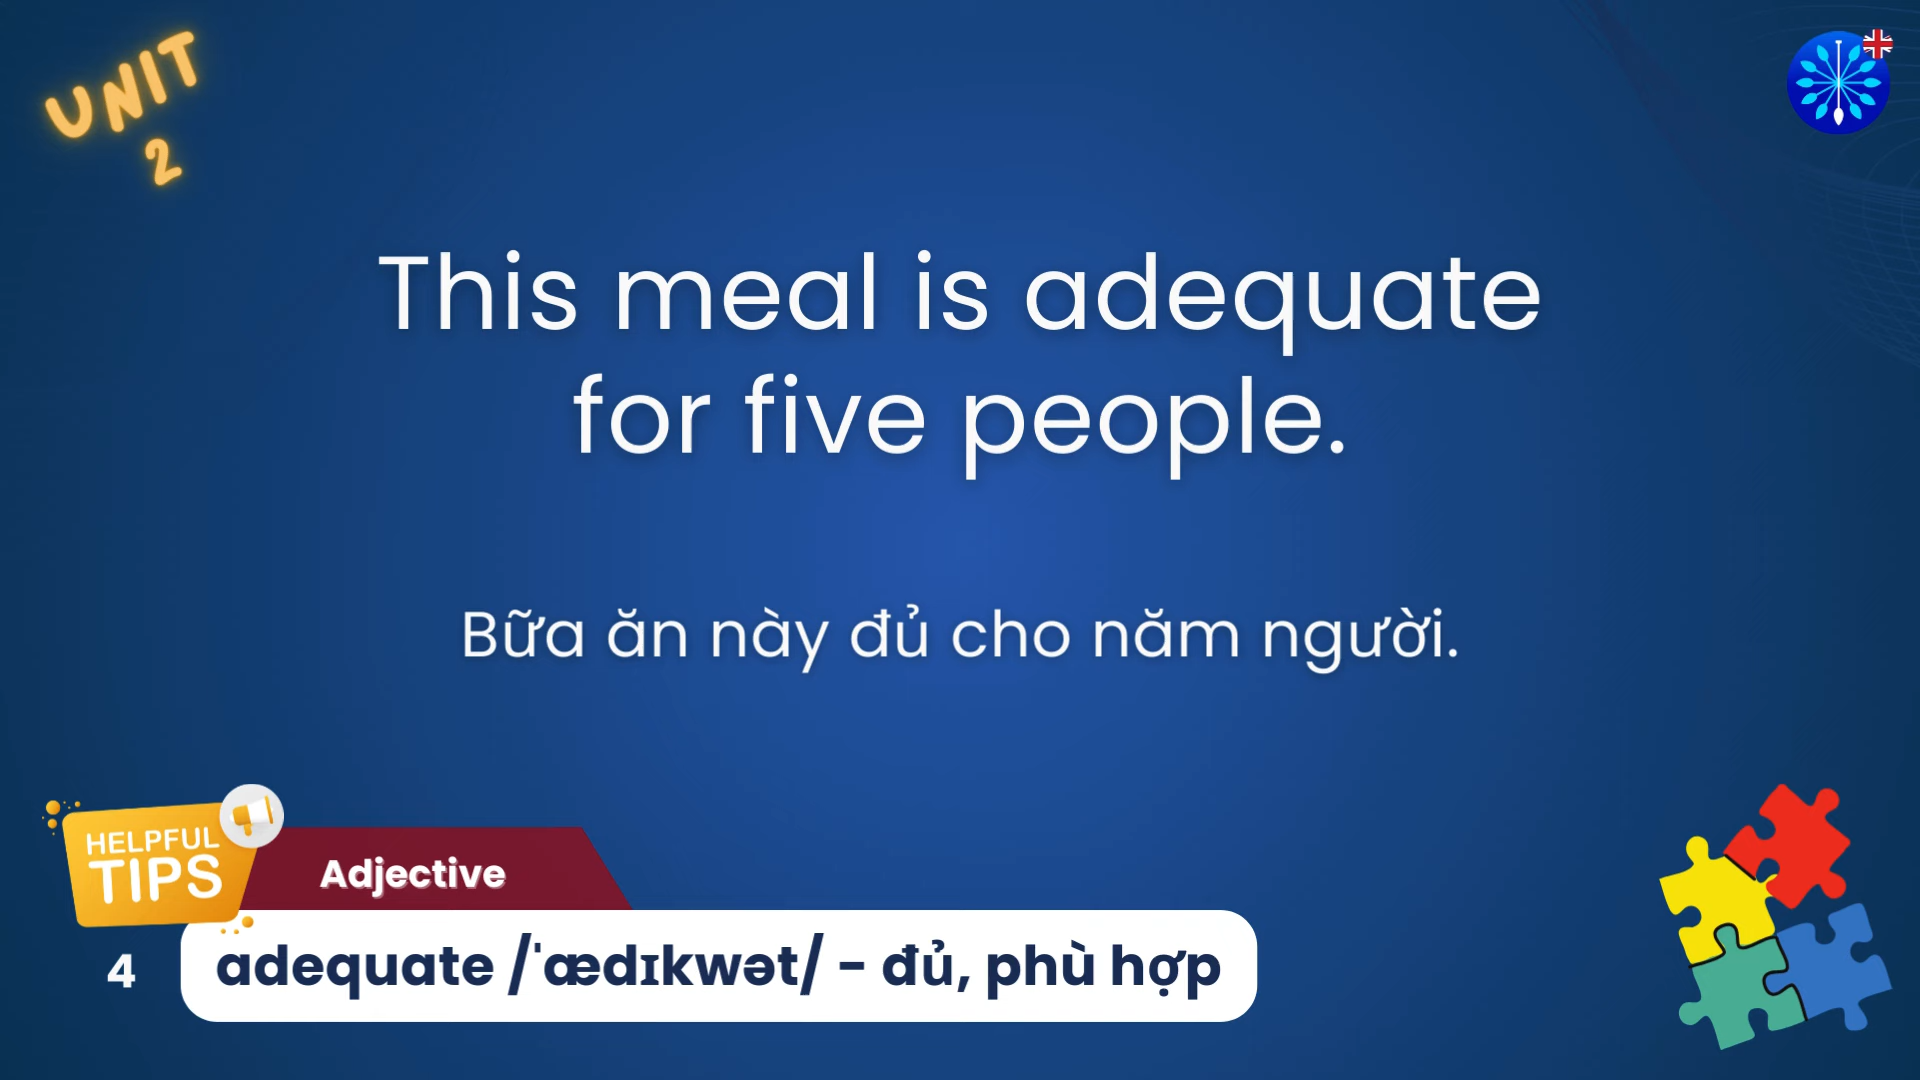 UNIT
2
This meal is adequate
for five people.
Bữa ăn này đủ cho năm người.
HELPFUL
TIPS
Adjective
4
adequate /ˈædɪkwət/ - đủ, phù hợp